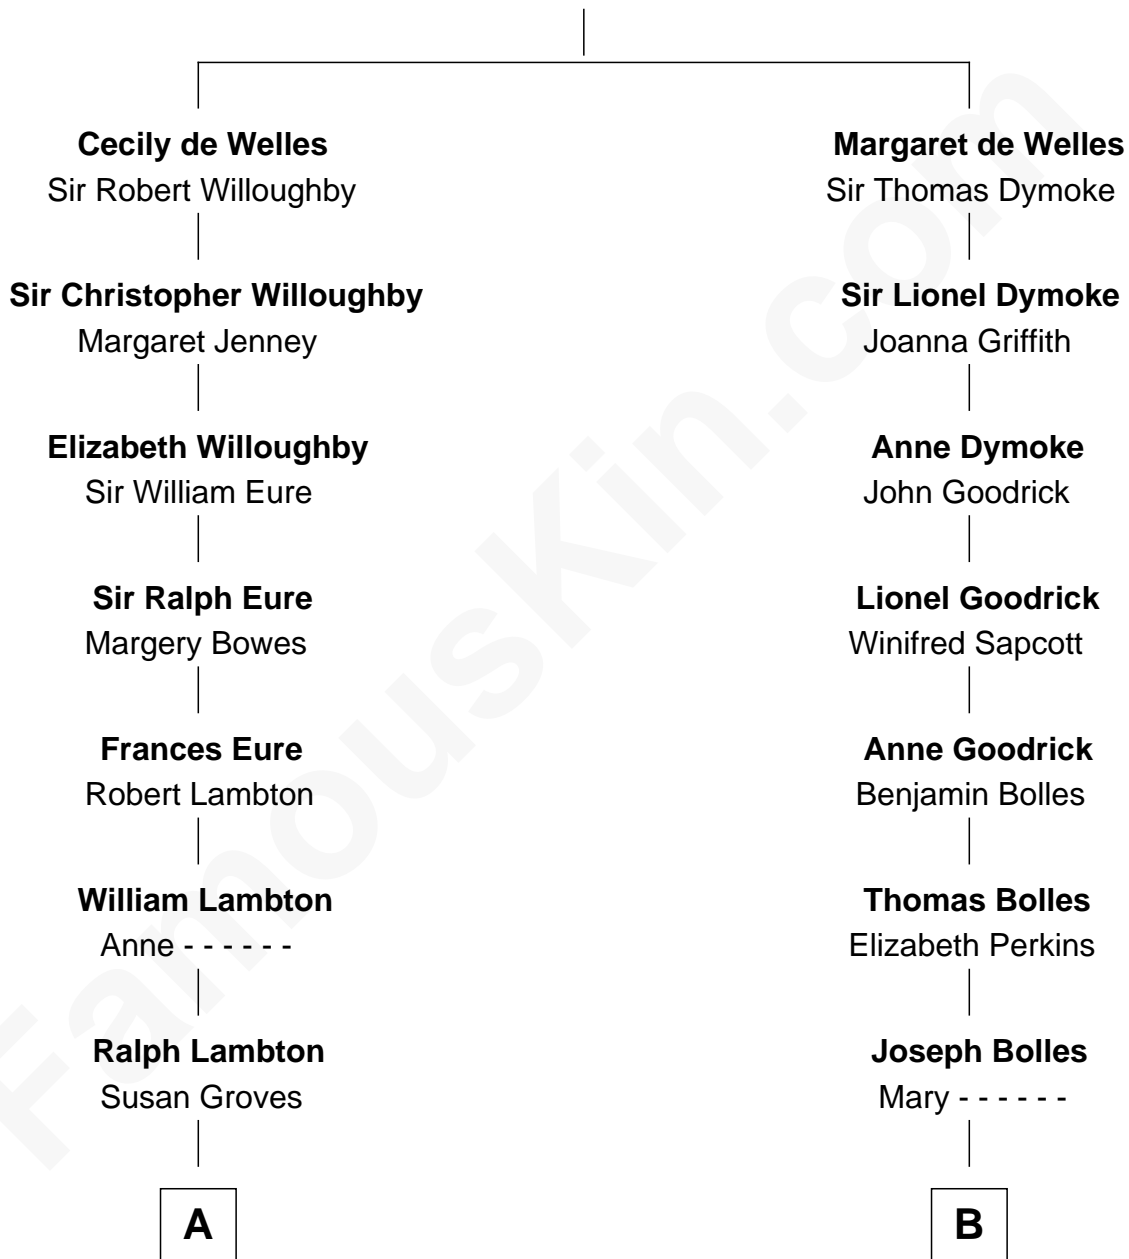 Cecily de Welles
Sir Robert Willoughby
Sir Christopher Willoughby
Margaret Jenney
Elizabeth Willoughby
Sir William Eure
Sir Ralph Eure
Margery Bowes
Frances Eure
Robert Lambton
William Lambton
Anne - - - - - -
Ralph Lambton
Susan Groves
A
Margaret de Welles
Sir Thomas Dymoke
Sir Lionel Dymoke
Joanna Griffith
Anne Dymoke
John Goodrick
Lionel Goodrick
Winifred Sapcott
Anne Goodrick
Benjamin Bolles
Thomas Bolles
Elizabeth Perkins
Joseph Bolles
Mary - - - - - -
B
FamousKin.com